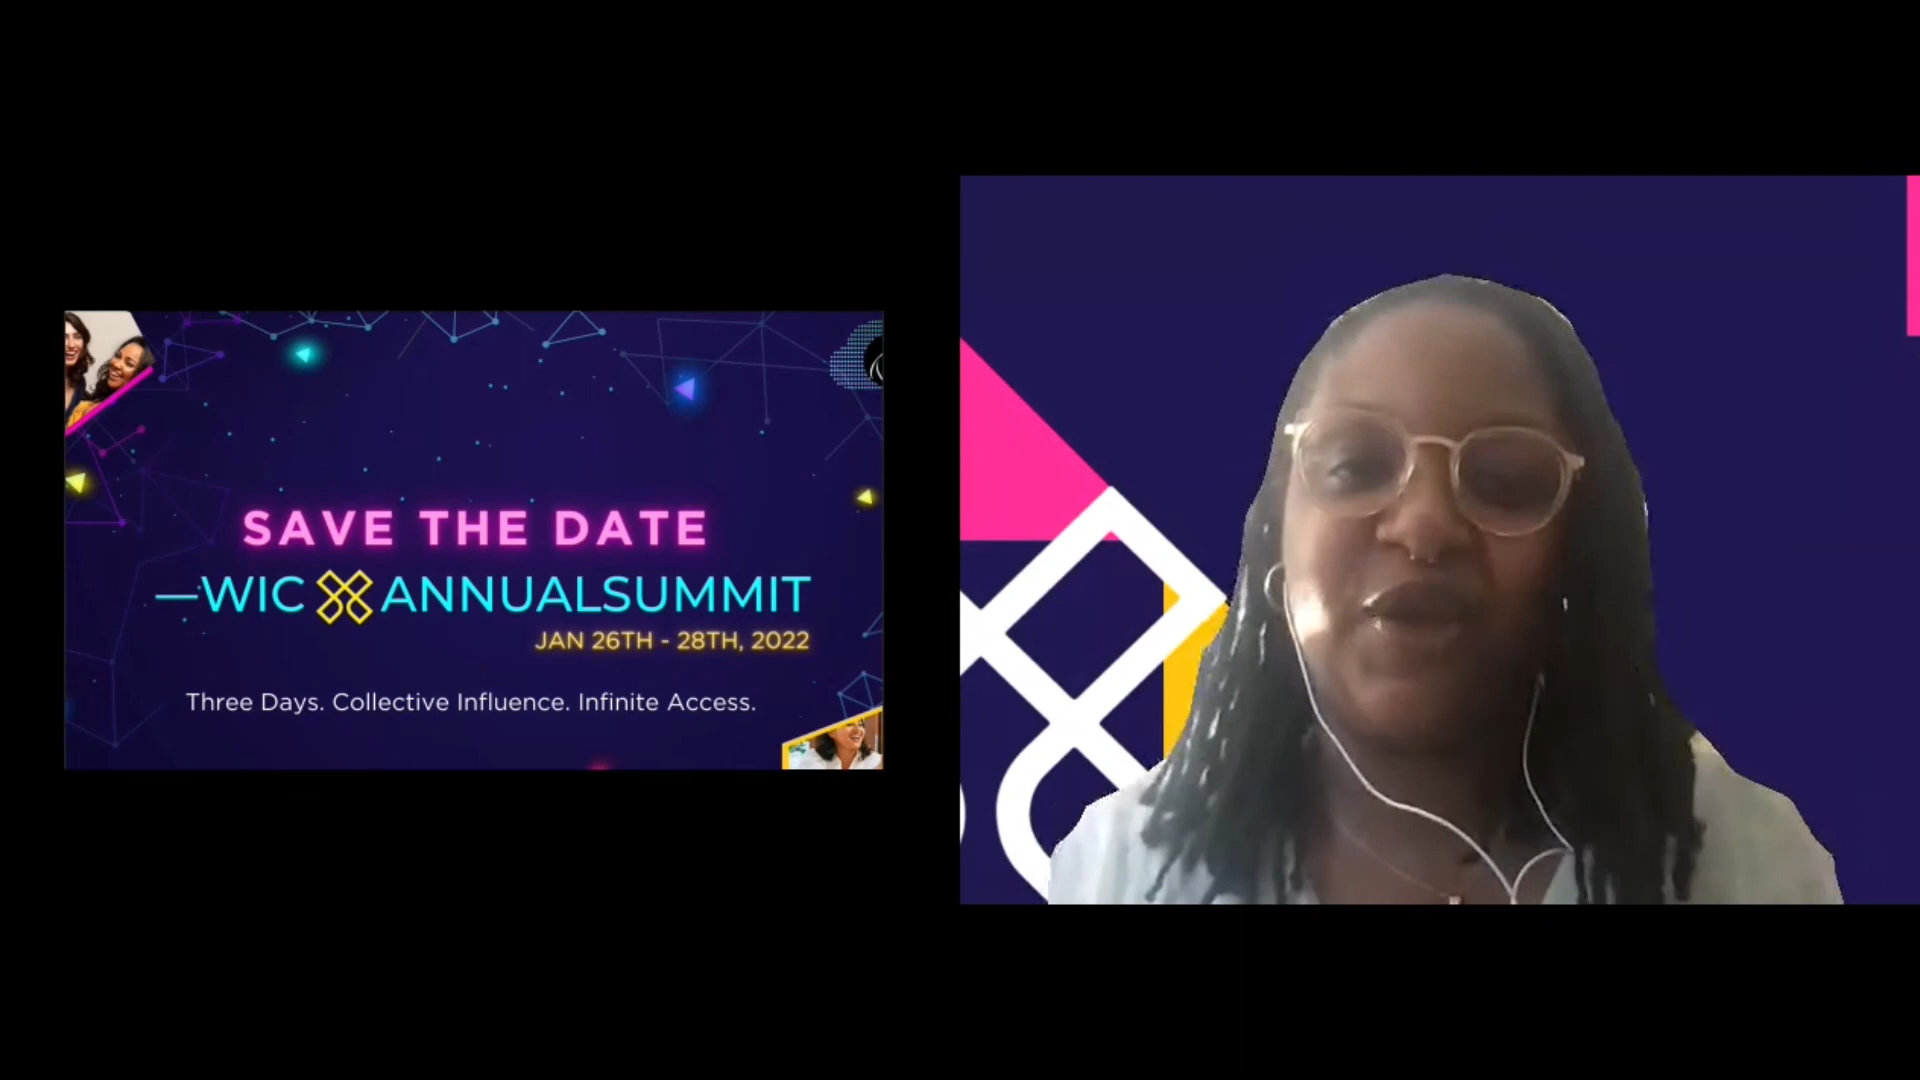 SAVE THE DATE
—WIC ANNUALSUMMIT
JAN 26TH - 28TH, 2022
Three Days. Collective Influence. Infinite Access.